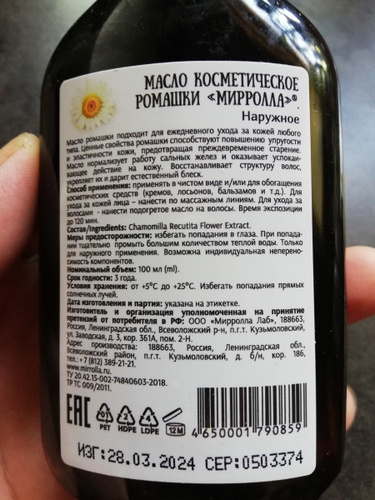 МАСЛО КОСМЕТИЧЕСКОЕ
РОМАШКИ «МИРРОЛЛА»®
Наружное
Масло ромашки подходит для ежедневного ухода за кожей любого
типа. Ценные свойства ромашки способствуют повышению упругости
и эластичности кожи, предотвращая преждевременное старение,
нормализует работу сальных желез и оказывает успокаи-
вающее действие на кожу. Восстанавливает структуру волос,
укрепляет их и дарит естественный блеск.
Способ применения: применять в чистом виде и/или для обогащения
косметических средств (кремов, лосьонов, бальзамов и т.д.). Для
ухода за кожей лица – нанести по массажным линиям. Для ухода за
волосами - нанести подогретое масло на волосы. Время экспозиции
до 120 мин.
Состав/Ingredients: Chamomilla Recutita Flower Extract.
Меры предосторожности: избегать попадания в глаза. При попада-
нии тщательно промыть большим количеством теплой воды. Только
для наружного применения. Возможна индивидуальная неперено-
симость компонентов.
Номинальный объем: 100 мл (ml).
Срок годности: 3 года.
Условия хранения: от +5°С до +25°С. Избегать попадания прямых
солнечных лучей.
Дата изготовления и партия: указана на этикетке.
Изготовитель и организация уполномоченная на принятие
претензий от потребителя в РФ: ООО «Мирролла Лаб», 188663,
Россия, Ленинградская обл., Всеволожский р-н, п.г.т. Кузьмоловский,
ул. Заводская, д. 3, кор. 361А, пом. 2-Н.
Адрес производства: 188663, Россия, Ленинградская обл.,
Всеволожский район, п.г.т. Кузьмоловский, д. б/н, кор. 186,
тел.: +7 (812) 389-21-21.
www.mirrolla.ru
ТУ 20.42.15-002-74840603-2018.
ТР ТС 009/2011.
EAC PET HDPE LDPE 12M
4 650001 790859
ИЗГ:28.03.2024 СЕР:0503374